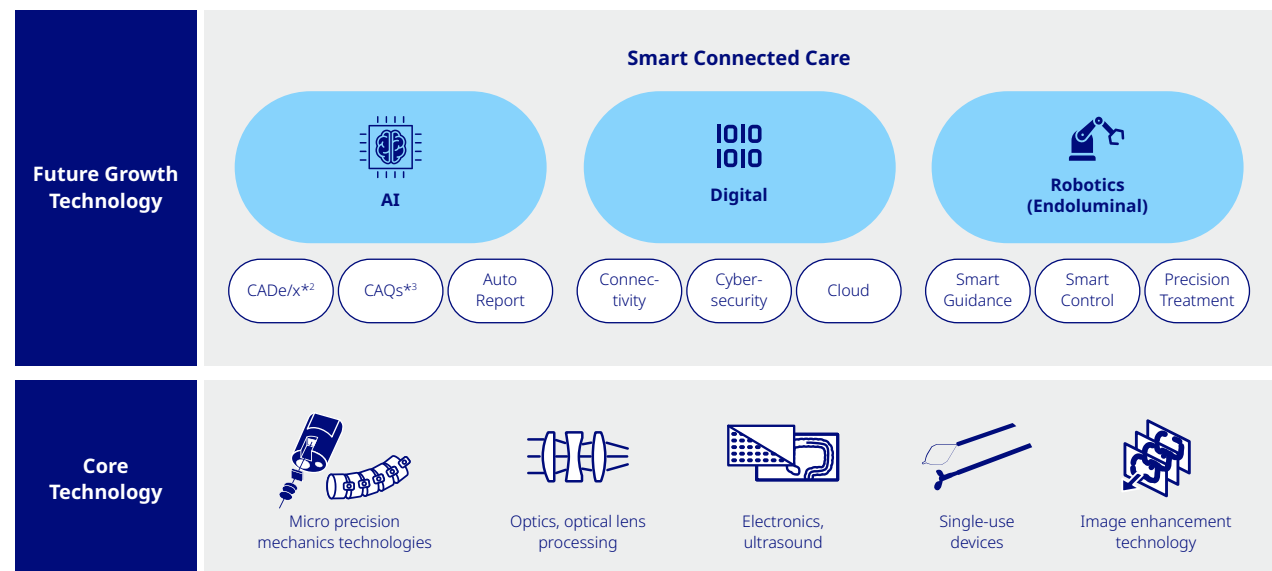 Future Growth
Technology
Smart Connected Care
AI
IOIO
IOIO
Digital
Robotics
(Endoluminal)
CADe/x*2
CAQs*3
Auto
Report
Connec-
tivity
Cyber-
security
Cloud
Smart
Guidance
Smart
Control
Precision
Treatment
Core
Technology
Micro precision
mechanics technologies
Optics, optical lens
processing
Electronics,
ultrasound
Single-use
devices
Image enhancement
technology